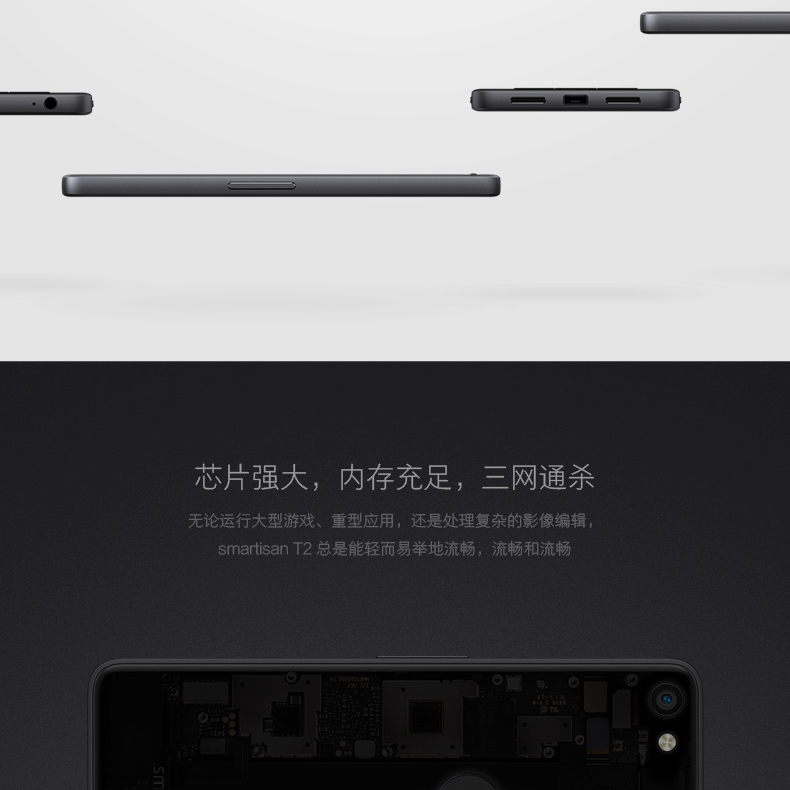 芯片强大，内存充足，三网通杀
无论运行大型游戏、重型应用，还是处理复杂的影像编辑，
smartisan T2 总是能轻而易举地流畅，流畅和流畅